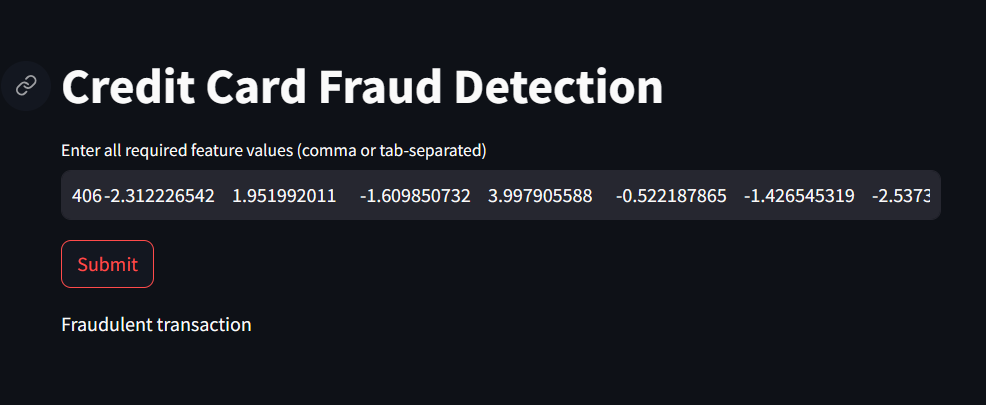 Credit Card Fraud Detection
Enter all required feature values (comma or tab-separated)
406 -2.312226542 1.951992011 -1.609850732 3.997905588 -0.522187865 -1.426545319 -2.5373
Submit
Fraudulent transaction